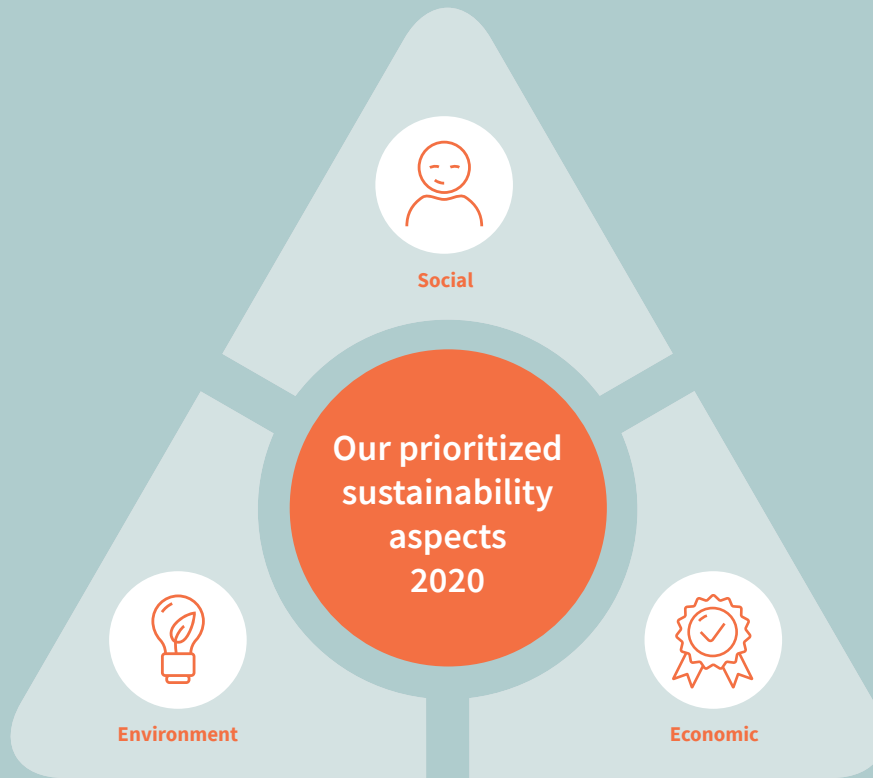 Social
Our prioritized
sustainability
aspects
2020
Environment
Economic